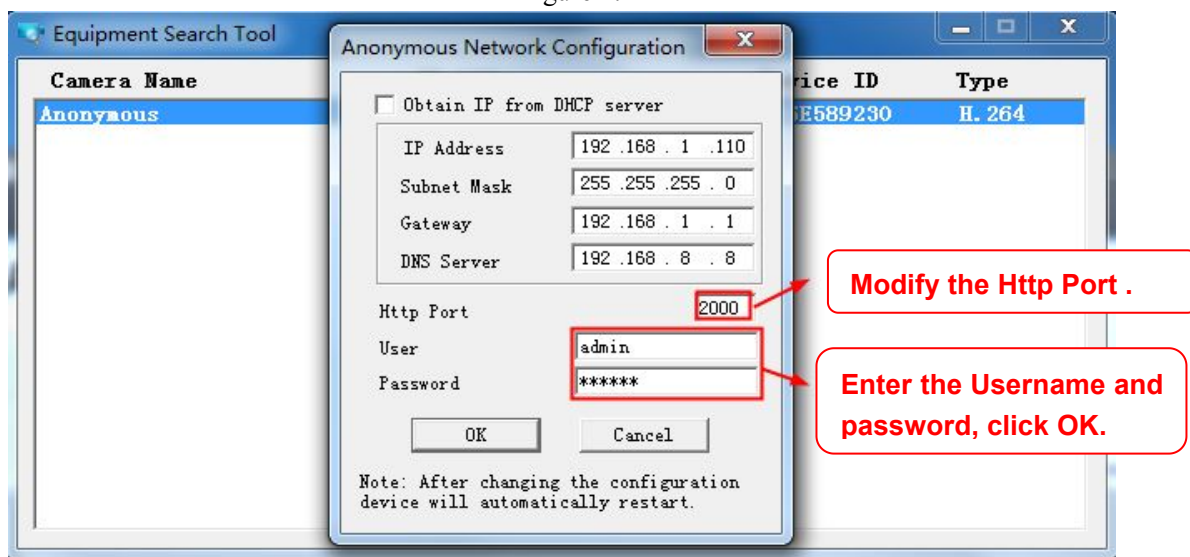 Equipment Search Tool
Anonymous Network Configuration
Camera Name
vice ID
Type
Anonymous
5E589230
H.264
Obtain IP from DHCP server
IP Address 192 .168 . 1 .110
Subnet Mask 255 .255 .255 . 0
Gateway 192 .168 . 1 . 1
DNS Server 192 .168 . 8 . 8
Http Port 2000
User admin
Password ******
OK Cancel
Note: After changing the configuration
device will automatically restart.
Modify the Http Port .
Enter the Username and
password, click OK.